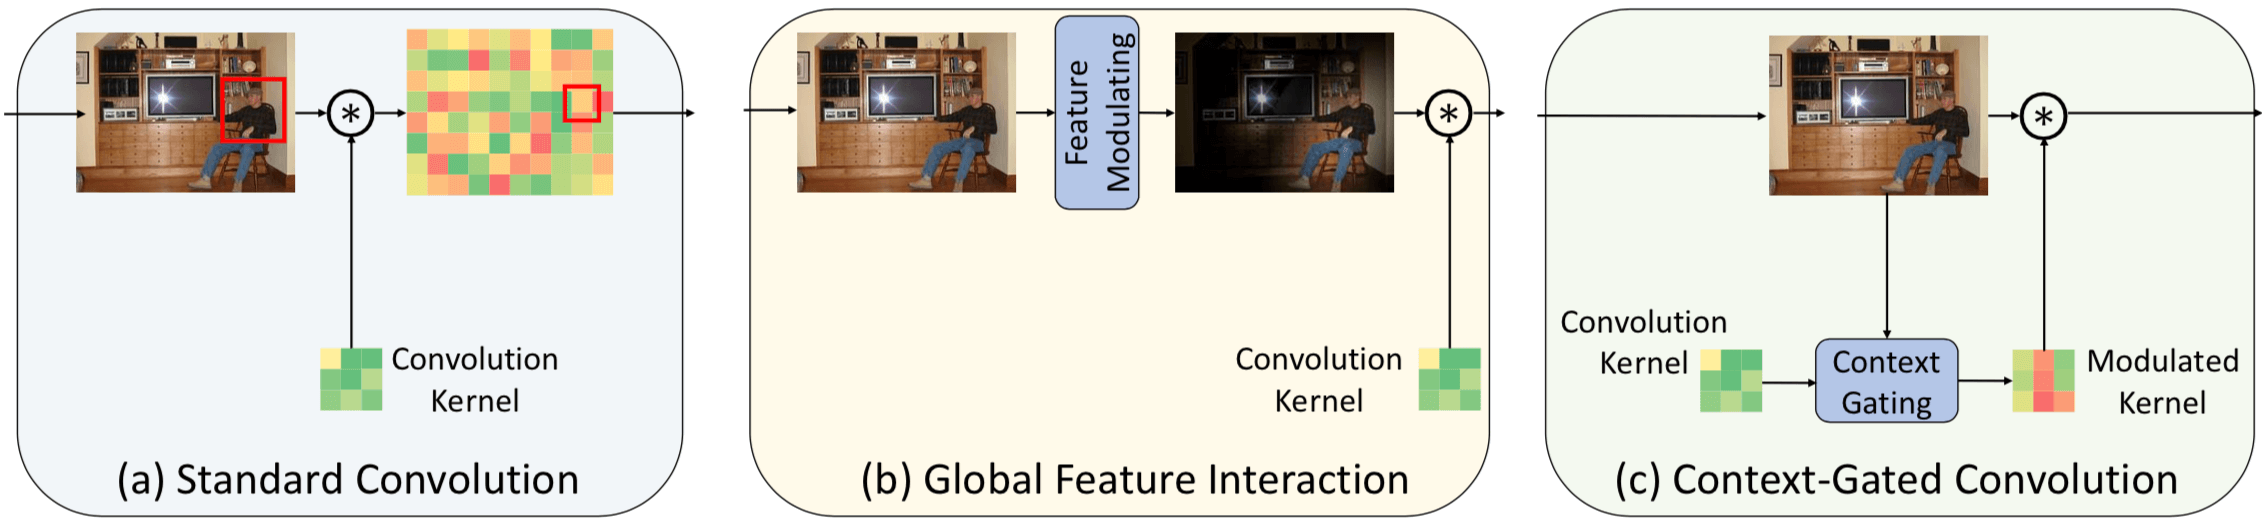 Convolution
Kernel
(a) Standard Convolution
Feature
Modulating
Convolution
Kernel
(b) Global Feature Interaction
Convolution
Kernel
Context
Gating
Modulated
Kernel
(c) Context-Gated Convolution